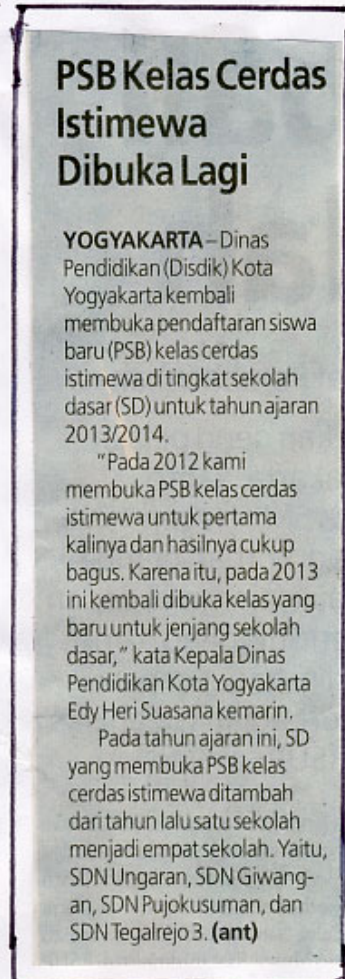 PSB Kelas Cerdas
Istimewa
Dibuka Lagi
YOGYAKARTA – Dinas
Pendidikan (Disdik) Kota
Yogyakarta kembali
membuka pendaftaran siswa
baru (PSB) kelas cerdas
istimewa di tingkat sekolah
dasar (SD) untuk tahun ajaran
2013/2014.
"Pada 2012 kami
membuka PSB kelas cerdas
istimewa untuk pertama
kalinya dan hasilnya cukup
bagus. Karena itu, pada 2013
ini kembali dibuka kelas yang
baru untuk jenjang sekolah
dasar," kata Kepala Dinas
Pendidikan Kota Yogyakarta
Edy Heri Suasana kemarin.
Pada tahun ajaran ini, SD
yang membuka PSB kelas
cerdas istimewa ditambah
dari tahun lalu satu sekolah
menjadi empat sekolah. Yaitu,
SDN Ungaran, SDN Giwang-
an, SDN Pujokusuman, dan
SDN Tegalrejo 3. (ant)